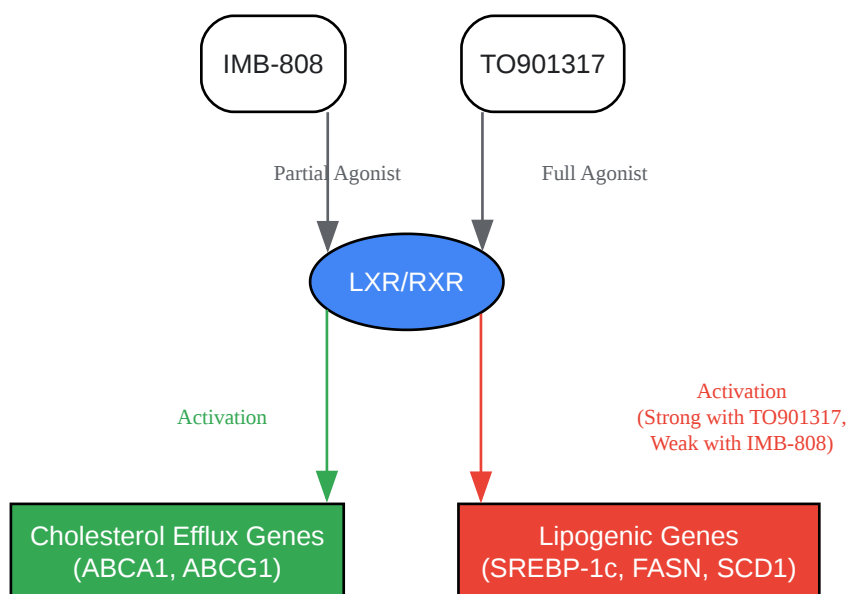 IMB-808
TO901317
Partial Agonist
Full Agonist
LXR/RXR
Activation
Activation
(Strong with TO901317,
Weak with IMB-808)
Cholesterol Efflux Genes
(ABCA1, ABCG1)
Lipogenic Genes
(SREBP-1c, FASN, SCD1)